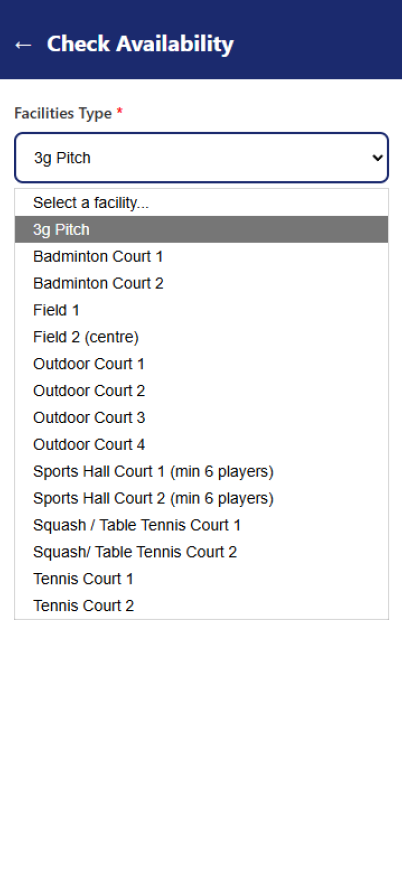 ← Check Availability
Facilities Type *
3g Pitch
Select a facility...
3g Pitch
Badminton Court 1
Badminton Court 2
Field 1
Field 2 (centre)
Outdoor Court 1
Outdoor Court 2
Outdoor Court 3
Outdoor Court 4
Sports Hall Court 1 (min 6 players)
Sports Hall Court 2 (min 6 players)
Squash / Table Tennis Court 1
Squash/ Table Tennis Court 2
Tennis Court 1
Tennis Court 2